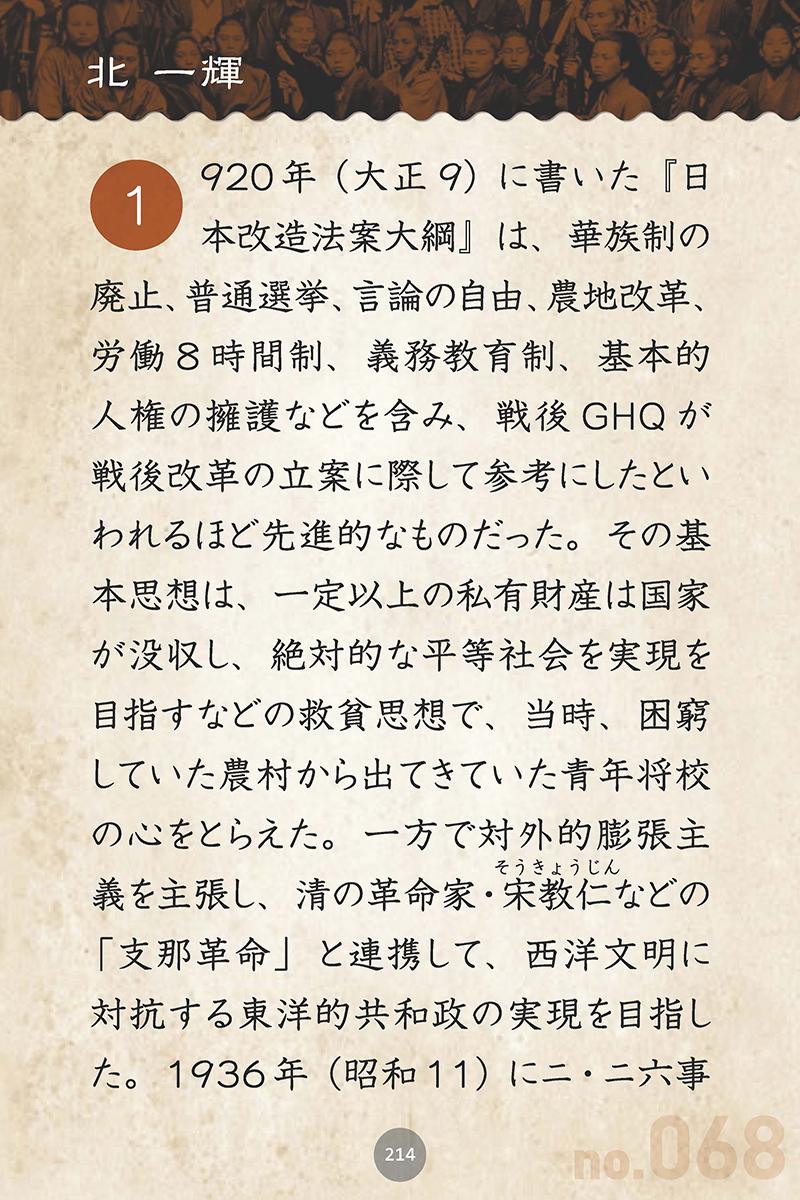 北 一輝
1920年（大正9）に書いた『日
本改造法案大綱』は、華族制の
廃止、普通選挙、言論の自由、農地改革、
労働8時間制、義務教育制、基本的
人権の擁護などを含み、戦後GHQが
戦後改革の立案に際して参考にしたとい
われるほど先進的なものだった。その基
本思想は、一定以上の私有財産は国家
が没収し、絶対的な平等社会を実現を
目指すなどの救貧思想で、当時、困窮
していた農村から出てきていた青年将校
の心をとらえた。一方で対外的膨張主
そうきょうじん
義を主張し、清の革命家・宋教仁などの
「支那革命」と連携して、西洋文明に
対抗する東洋的共和政の実現を目指し
た。1936年（昭和11）に二・二六事
214
no.068